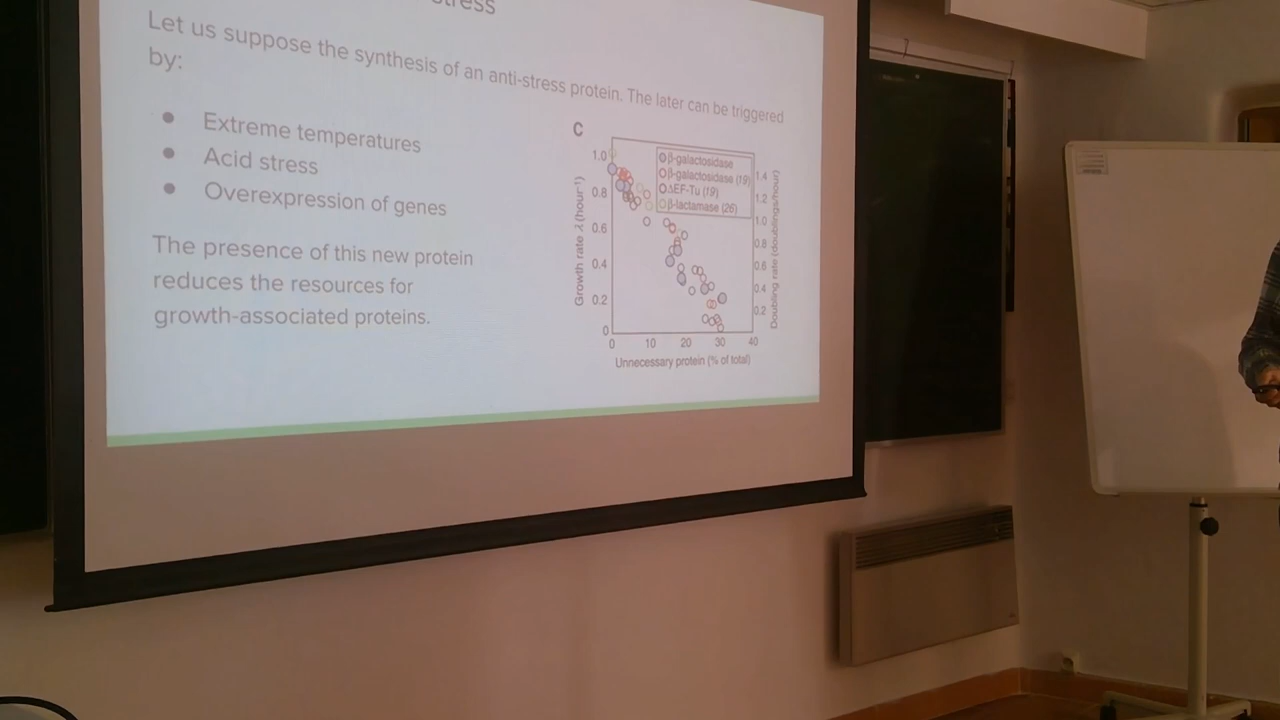 stress
Let us suppose the synthesis of an anti-stress protein. The later can be triggered
by:
● Extreme temperatures
● Acid stress
● Overexpression of genes
The presence of this new protein
reduces the resources for
growth-associated proteins.
C
β-galactosidase
β-galactosidase (19)
ΔEF-Tu (19)
β-lactamase (26)
Growth rate λ (hour⁻¹)
1.0
0.8
0.6
0.4
0.2
0
0 10 20 30 40
Unnecessary protein (% of total)
1.4
1.2
1.0
0.8
0.6
0.4
0.2
Doubling rate (doublings/hour)